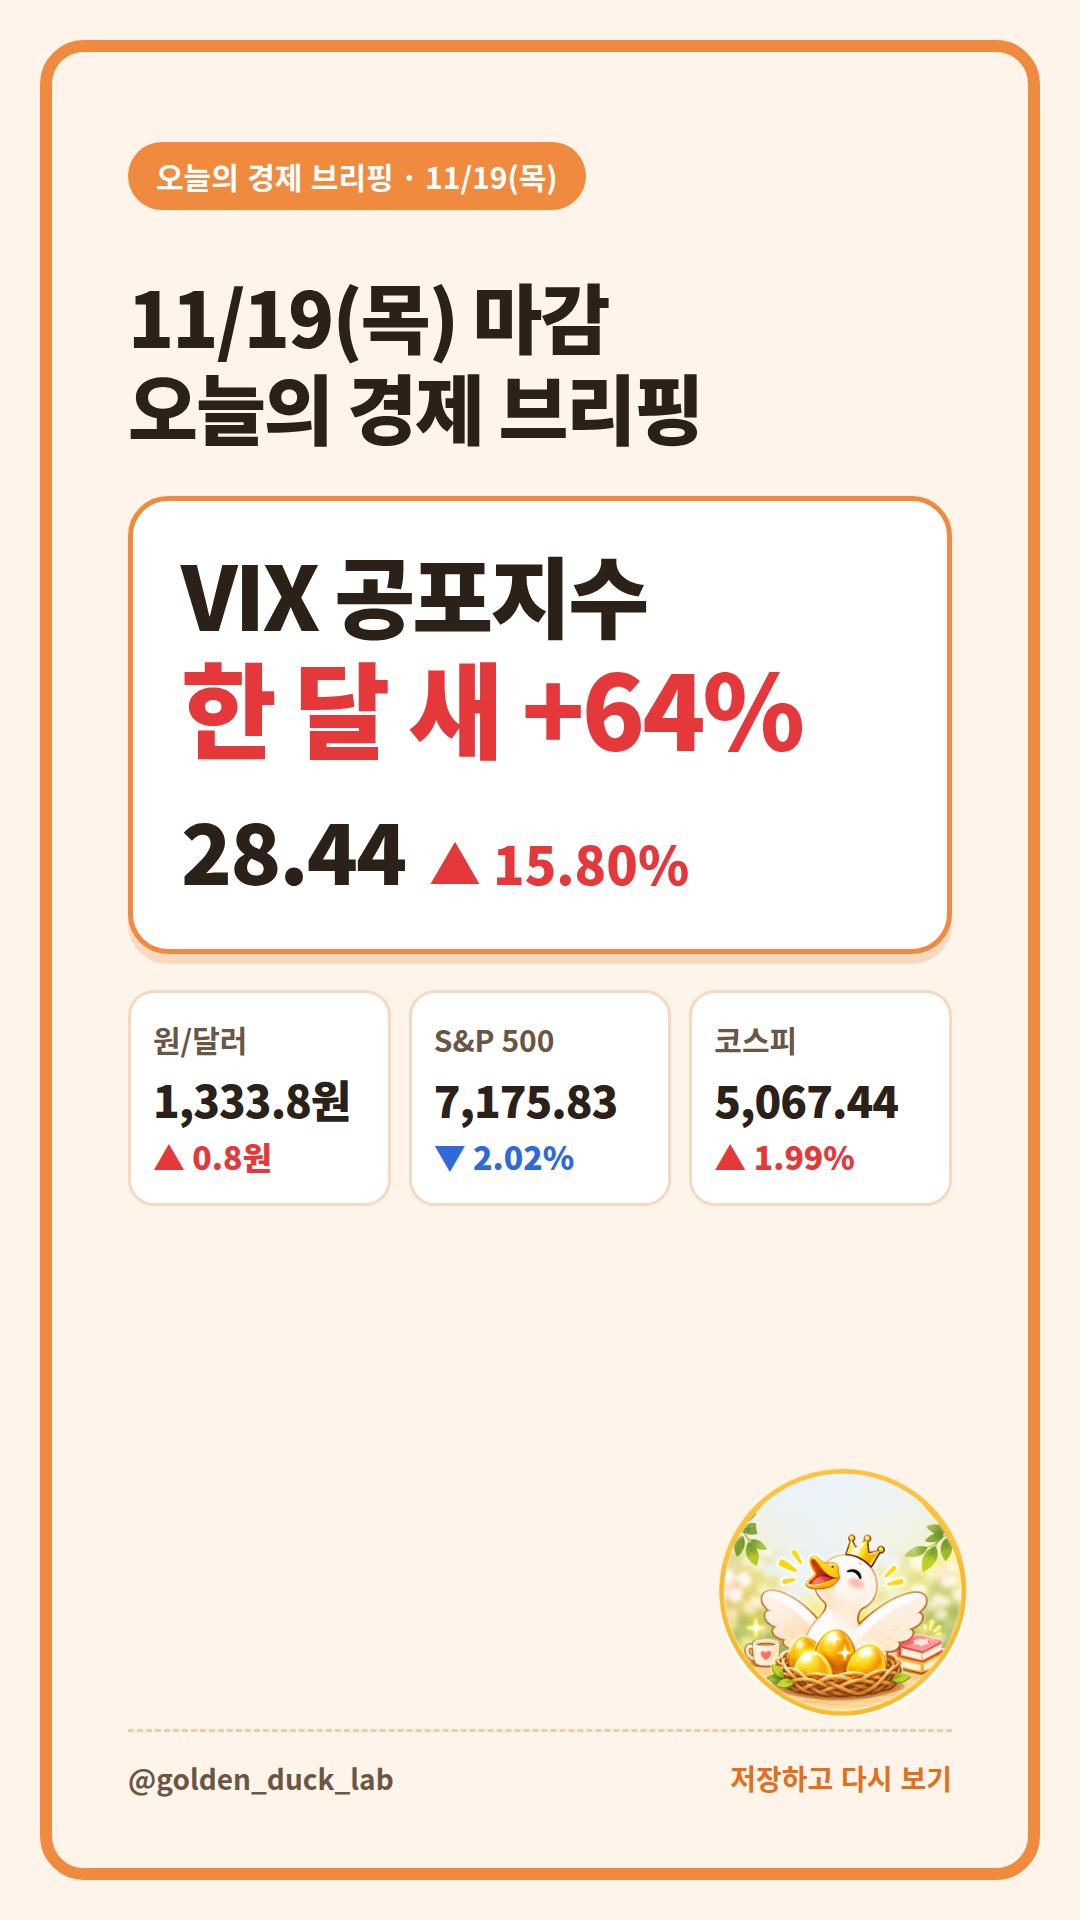 오늘의 경제 브리핑 · 11/19(목)
11/19(목) 마감
오늘의 경제 브리핑
VIX 공포지수
한 달 새 +64%
28.44 ▲ 15.80%
원/달러
1,333.8원
▲ 0.8원
S&P 500
7,175.83
▼ 2.02%
코스피
5,067.44
▲ 1.99%
@golden_duck_lab
저장하고 다시 보기